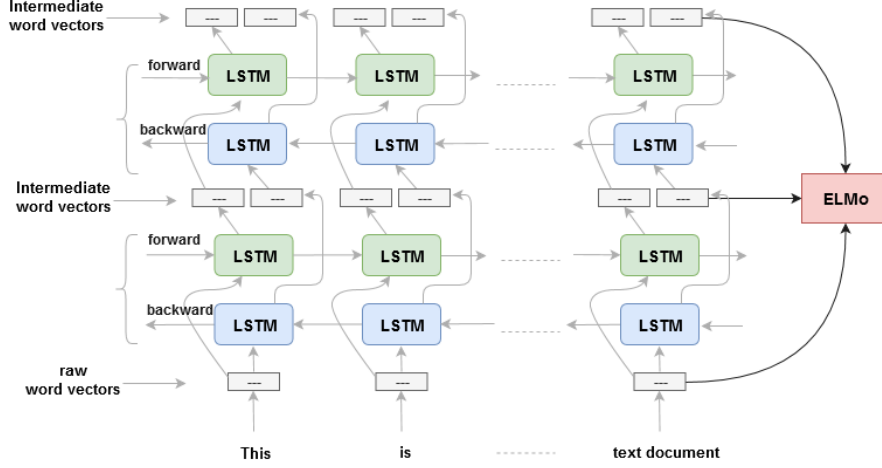 Intermediate
word vectors
--- --- --- --- --- ---
forward
LSTM LSTM LSTM
backward
LSTM LSTM LSTM
Intermediate
word vectors
--- --- --- --- --- ---
ELMo
forward
LSTM LSTM LSTM
backward
LSTM LSTM LSTM
raw
word vectors
--- --- ---
This is text document